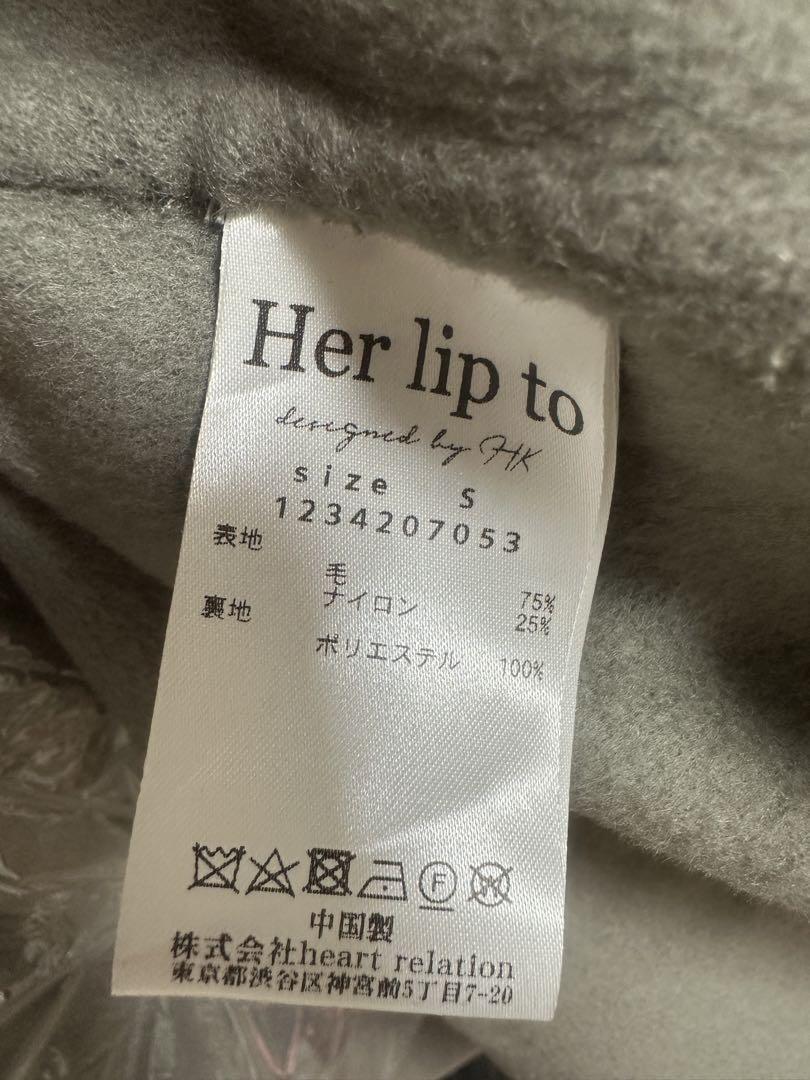 Her lip to
designed by HK
size S
1234207053
表地
毛 75%
ナイロン 25%
裏地
ポリエステル 100%
F W
中国製
株式会社heart relation
東京都渋谷区神宮前5丁目7-20